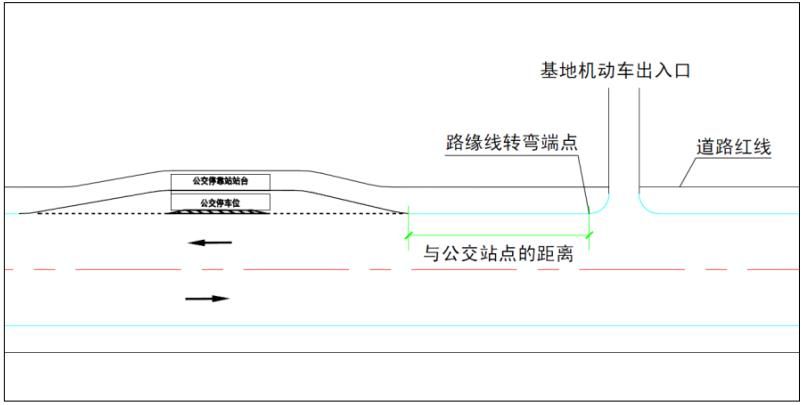 基地机动车出入口
路缘线转弯端点
道路红线
公交停靠站站台
公交停车位
与公交站点的距离